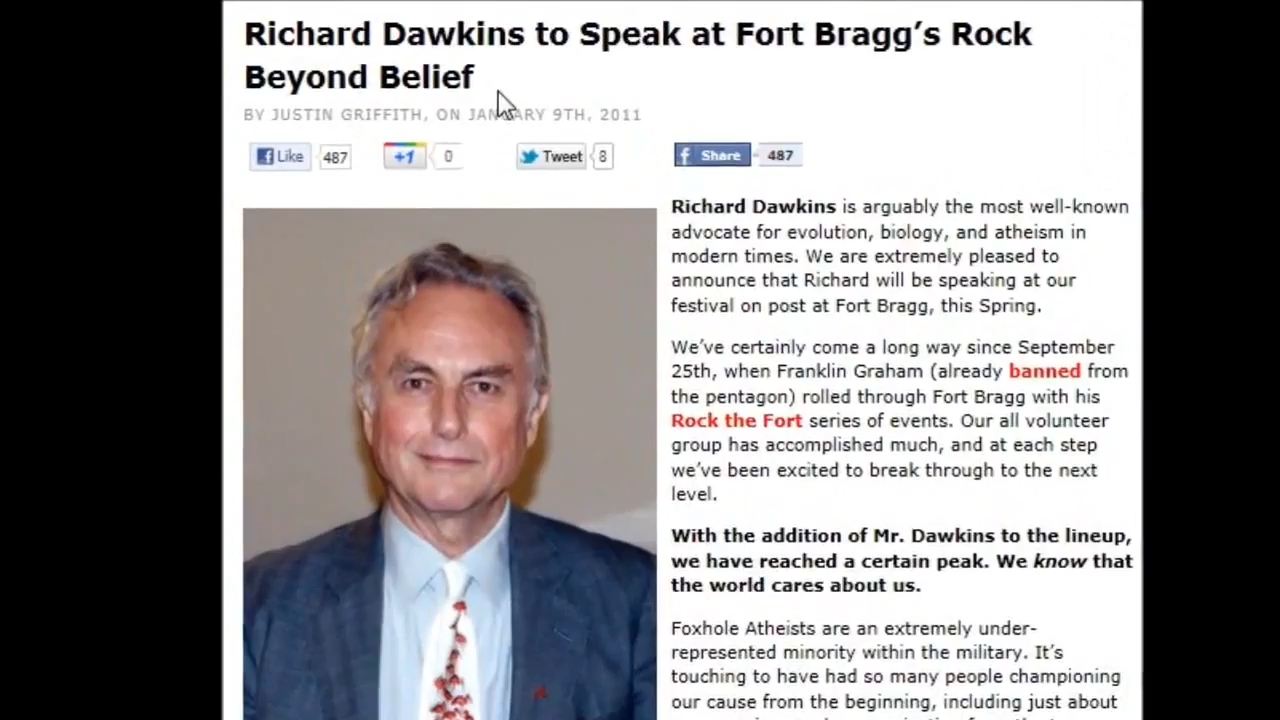 Richard Dawkins to Speak at Fort Bragg’s Rock
Beyond Belief
BY JUSTIN GRIFFITH, ON JANUARY 9TH, 2011
Like 487 +1 0 Tweet 8 Share 487
Richard Dawkins is arguably the most well-known
advocate for evolution, biology, and atheism in
modern times. We are extremely pleased to
announce that Richard will be speaking at our
festival on post at Fort Bragg, this Spring.
We’ve certainly come a long way since September
25th, when Franklin Graham (already banned from
the pentagon) rolled through Fort Bragg with his
Rock the Fort series of events. Our all volunteer
group has accomplished much, and at each step
we’ve been excited to break through to the next
level.
With the addition of Mr. Dawkins to the lineup,
we have reached a certain peak. We know that
the world cares about us.
Foxhole Atheists are an extremely under-
represented minority within the military. It’s
touching to have had so many people championing
our cause from the beginning, including just about